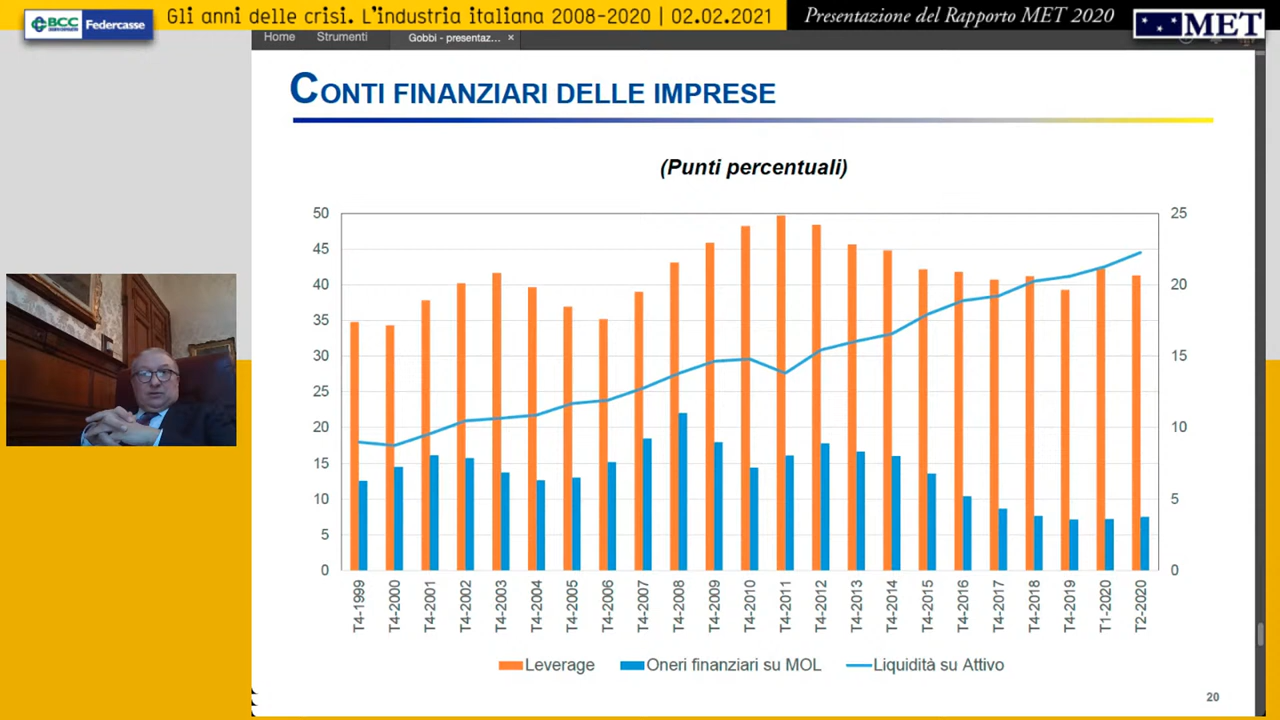 BCC
Federcasse
Gli anni delle crisi. L'industria italiana 2008-2020 | 02.02.2021
Presentazione del Rapporto MET 2020
MET
Home Strumenti Gobbi - presentaz... ×
CONTI FINANZIARI DELLE IMPRESE
(Punti percentuali)
50 25
45
40 20
35
30 15
25
20 10
15
10 5
5
0 0
T4-1999 T4-2000 T4-2001 T4-2002 T4-2003 T4-2004 T4-2005 T4-2006 T4-2007 T4-2008 T4-2009 T4-2010 T4-2011 T4-2012 T4-2013 T4-2014 T4-2015 T4-2016 T4-2017 T4-2018 T4-2019 T1-2020 T2-2020
Leverage Oneri finanziari su MOL Liquidità su Attivo
20